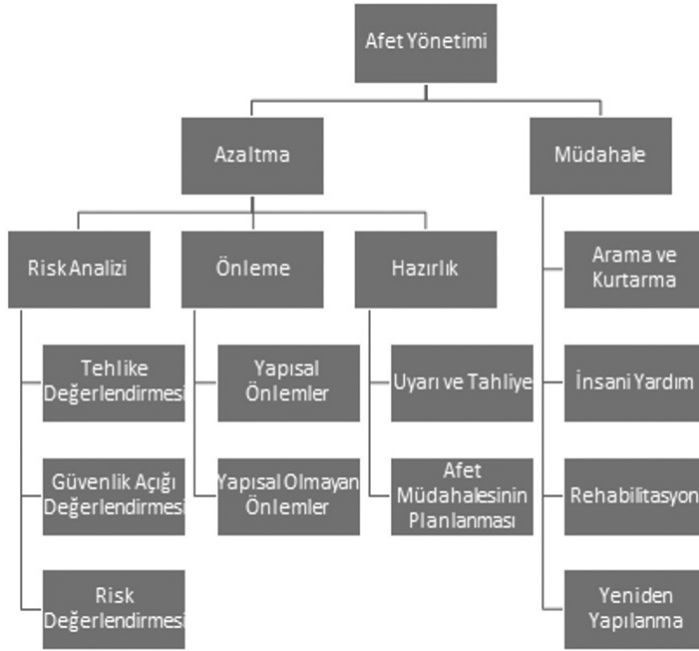 Afet Yönetimi
Azaltma
Müdahale
Risk Analizi
Önleme
Hazırlık
Arama ve
Kurtarma
Tehlike
Değerlendirmesi
Yapısal
Önlemler
Uyarı ve Tahliye
İnsani Yardım
Güvenlik Açığı
Değerlendirmesi
Yapısal Olmayan
Önlemler
Afet
Müdahalesinin
Planlanması
Rehabilitasyon
Risk
Değerlendirmesi
Yeniden
Yapılanma